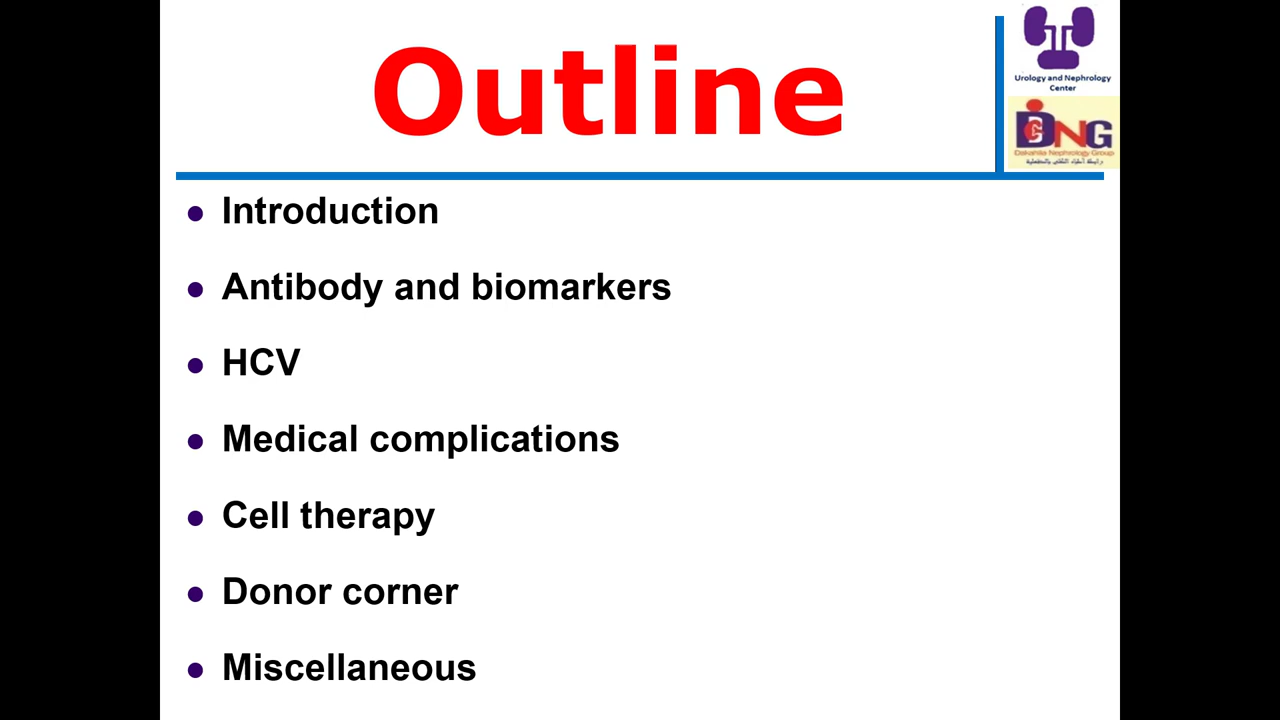 Outline
Urology and Nephrology
Center
DNG
Dakahlia Nephrology Group
• Introduction
• Antibody and biomarkers
• HCV
• Medical complications
• Cell therapy
• Donor corner
• Miscellaneous